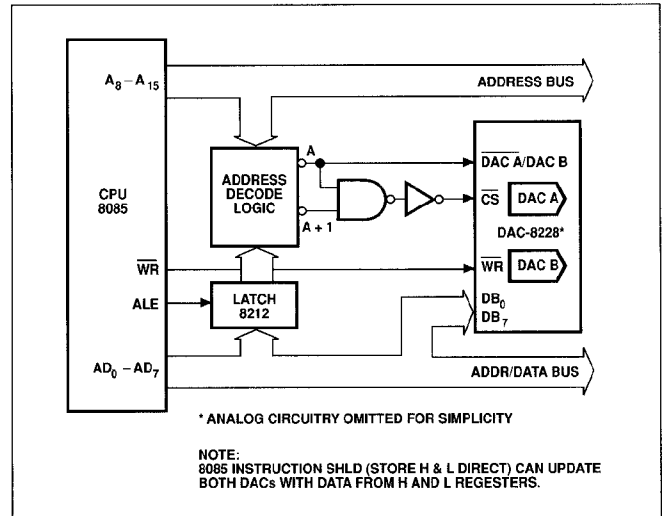 A8 – A15
ADDRESS BUS
A
ADDRESS
DECODE
LOGIC
A + 1
DAC A/DAC B
CPU
8085
CS
DAC A
DAC-8228*
WR
WR
DAC B
ALE
LATCH
8212
DB0
DB7
AD0 – AD7
ADDR/DATA BUS
* ANALOG CIRCUITRY OMITTED FOR SIMPLICITY
NOTE:
8085 INSTRUCTION SHLD (STORE H & L DIRECT) CAN UPDATE
BOTH DACs WITH DATA FROM H AND L REGESTERS.